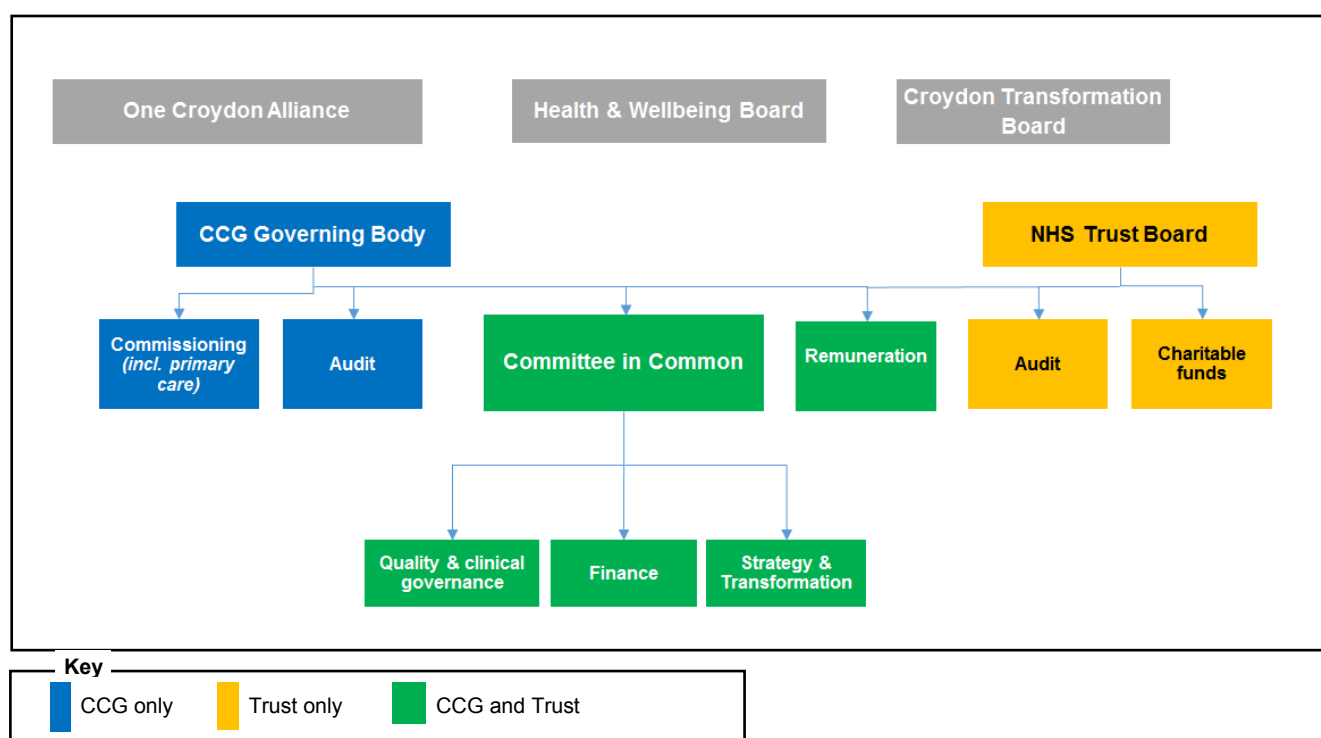 One Croydon Alliance
Health & Wellbeing Board
Croydon Transformation
Board
CCG Governing Body
NHS Trust Board
Commissioning
(incl. primary
care)
Audit
Committee in Common
Remuneration
Audit
Charitable
funds
Quality & clinical
governance
Finance
Strategy &
Transformation
Key
CCG only
Trust only
CCG and Trust